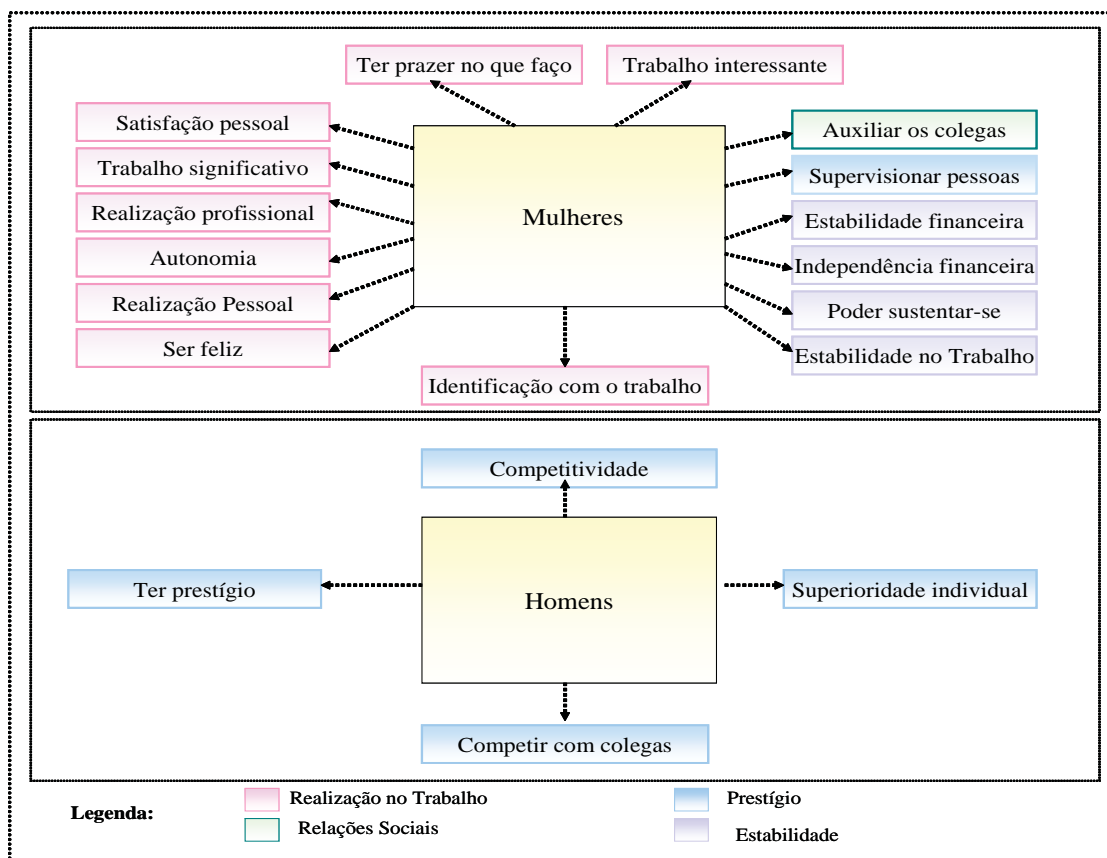 Ter prazer no que faço
Trabalho interessante
Satisfação pessoal
Trabalho significativo
Realização profissional
Autonomia
Realização Pessoal
Ser feliz
Mulheres
Auxiliar os colegas
Supervisionar pessoas
Estabilidade financeira
Independência financeira
Poder sustentar-se
Estabilidade no Trabalho
Identificação com o trabalho
Competitividade
Ter prestígio
Homens
Superioridade individual
Competir com colegas
Legenda:
Realização no Trabalho
Prestígio
Relações Sociais
Estabilidade